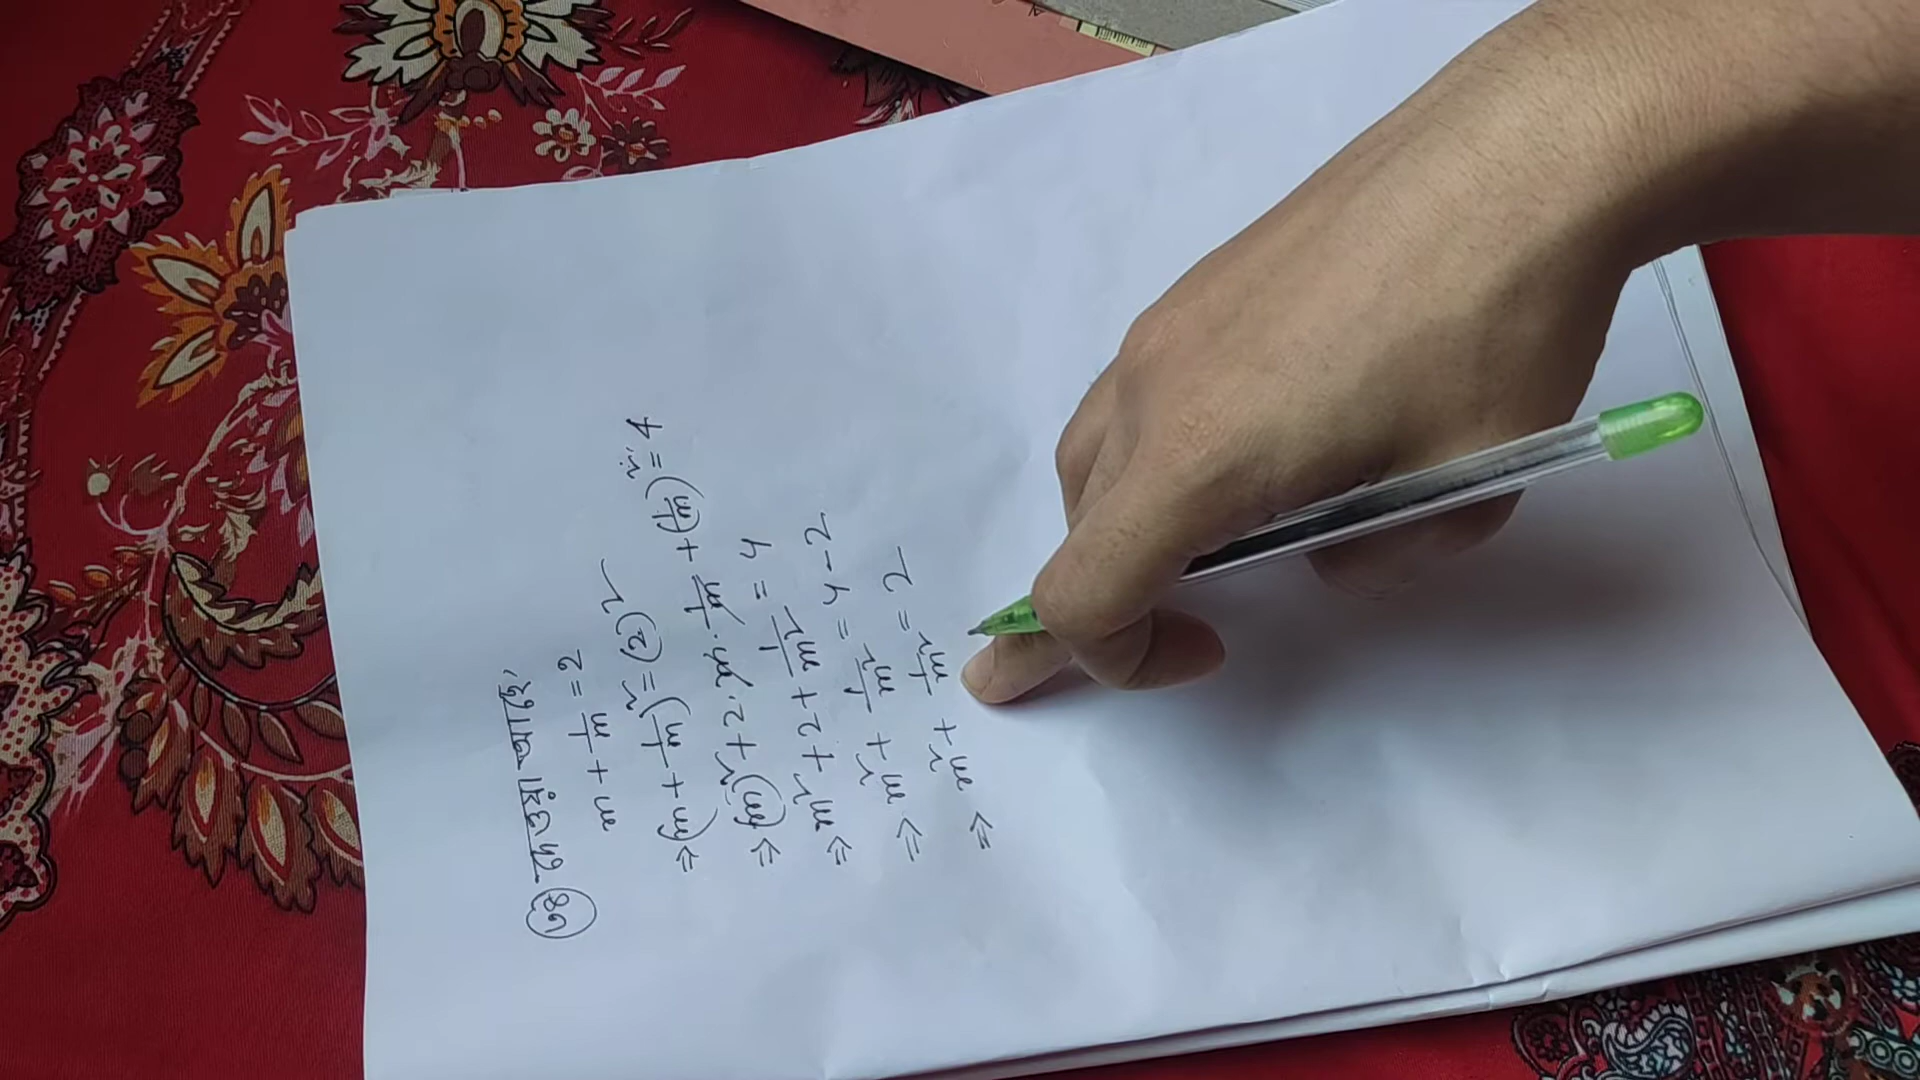 দেওয়া আছে,
m + 1/m = 2
⇒ (m + 1/m)² = (2)²
⇒ (m)² + 2.m.1/m + (1/m)² = 4
⇒ m² + 2 + 1/m² = 4
⇒ m² + 1/m² = 4 - 2
⇒ m² + 1/m² = 2